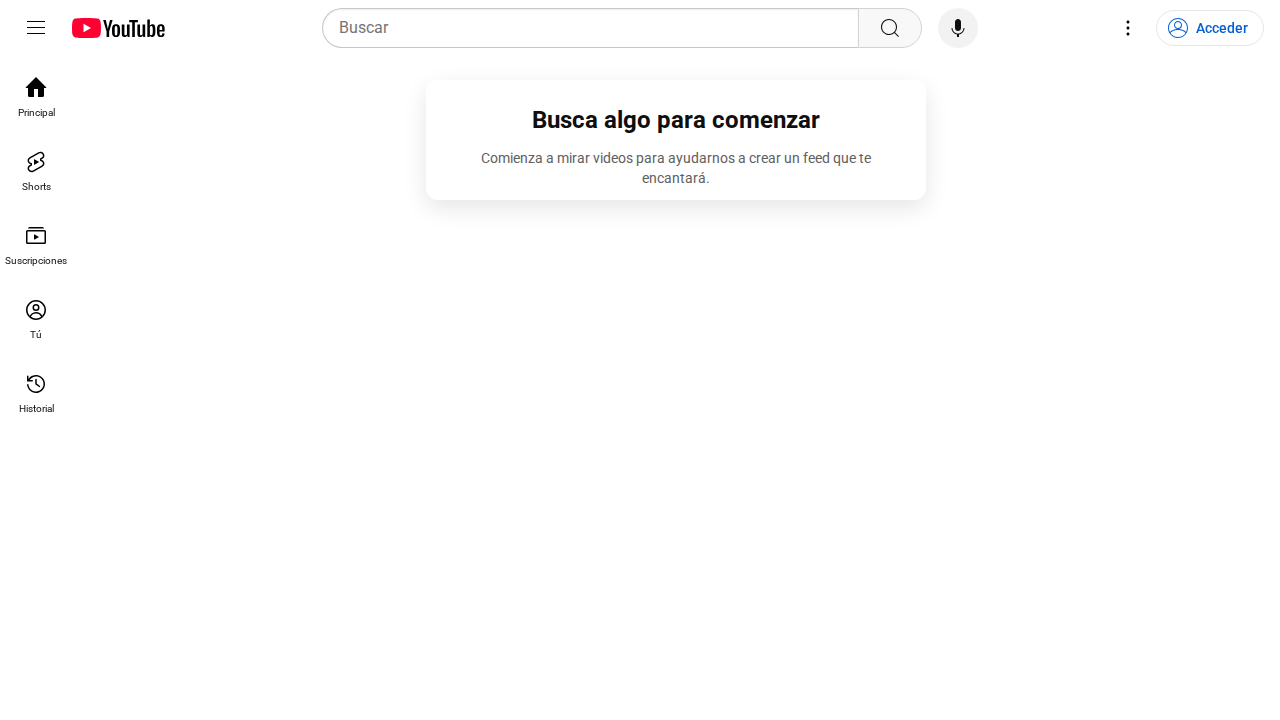 YouTube
Buscar
Acceder
Principal
Shorts
Suscripciones
Tú
Historial
Busca algo para comenzar
Comienza a mirar videos para ayudarnos a crear un feed que te
encantará.